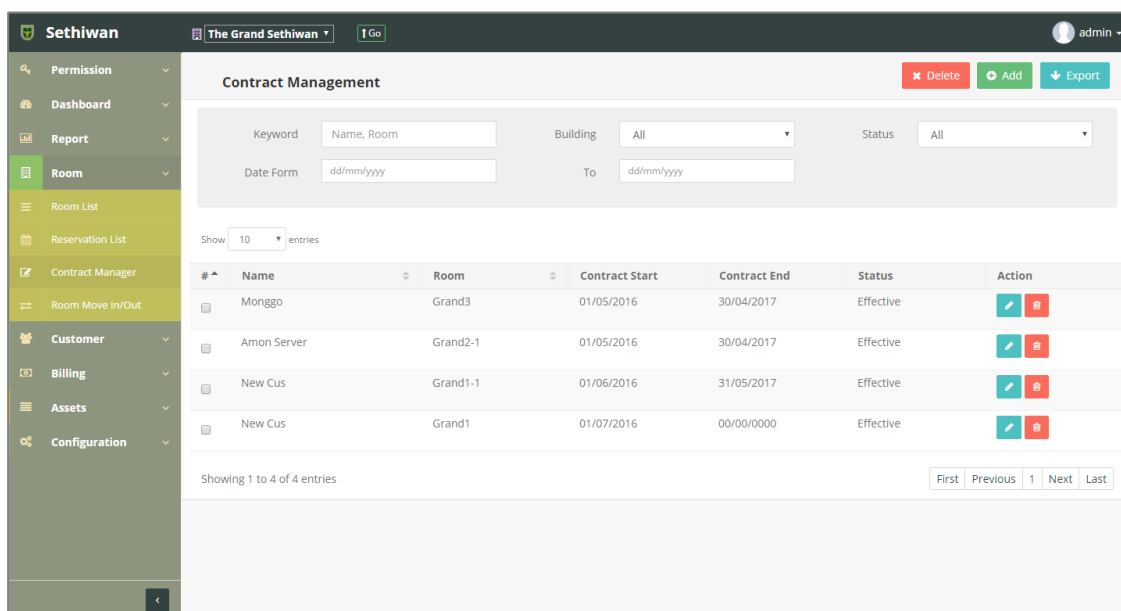 Sethiwan The Grand Sethiwan Go admin
Permission
Contract Management Delete Add Export
Dashboard
Report
Keyword Name, Room Building All Status All
Room
Date Form dd/mm/yyyy To dd/mm/yyyy
Room List
Reservation List
Show 10 entries
Contract Manager
# Name Room Contract Start Contract End Status Action
Room Move In/Out
Monggo Grand3 01/05/2016 30/04/2017 Effective
Customer
Amon Server Grand2-1 01/05/2016 30/04/2017 Effective
Billing
New Cus Grand1-1 01/06/2016 31/05/2017 Effective
Assets
New Cus Grand1 01/07/2016 00/00/0000 Effective
Configuration
Showing 1 to 4 of 4 entries First Previous 1 Next Last